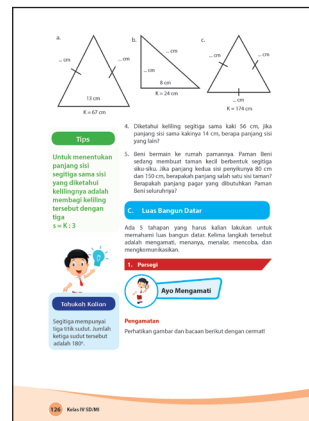 a.
b.
c.
... cm
... cm
... cm
... cm
... cm
... cm
13 cm
8 cm
... cm
K = 67 cm
K = 24 cm
K = 174 cm
4. Diketahui keliling segitiga sama kaki 56 cm, jika
panjang sisi sama kakinya 14 cm, berapa panjang sisi
yang lain?
5. Beni bermain ke rumah pamannya. Paman Beni
sedang membuat taman kecil berbentuk segitiga
siku-siku. Jika panjang kedua sisi penyikunya 80 cm
dan 150 cm, berapakah panjang salah satu sisi taman?
Berapakah panjang pagar yang dibutuhkan Paman
Beni seluruhnya?
Tips
Untuk menentukan
panjang sisi
segitiga sama sisi
yang diketahui
kelilingnya adalah
membagi keliling
tersebut dengan
tiga
s = K : 3
C. Luas Bangun Datar
Ada 5 tahapan yang harus kalian lakukan untuk
memahami luas bangun datar. Kelima langkah tersebut
adalah mengamati, menanya, menalar, mencoba, dan
mengkomunikasikan.
1. Persegi
Ayo Mengamati
Tahukah Kalian
Segitiga mempunyai
tiga titik sudut. Jumlah
ketiga sudut tersebut
adalah 180°.
Pengamatan
Perhatikan gambar dan bacaan berikut dengan cermat!
126 Kelas IV SD/MI